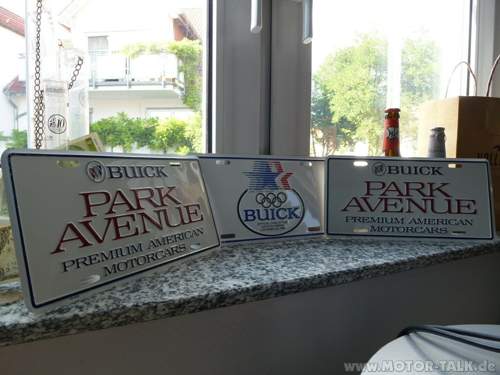 BUICK
PARK
AVENUE
PREMIUM AMERICAN
MOTORCARS
BUICK
BUICK
PARK
AVENUE
PREMIUM AMERICAN
MOTORCARS
www.MOTOR-TALK.de